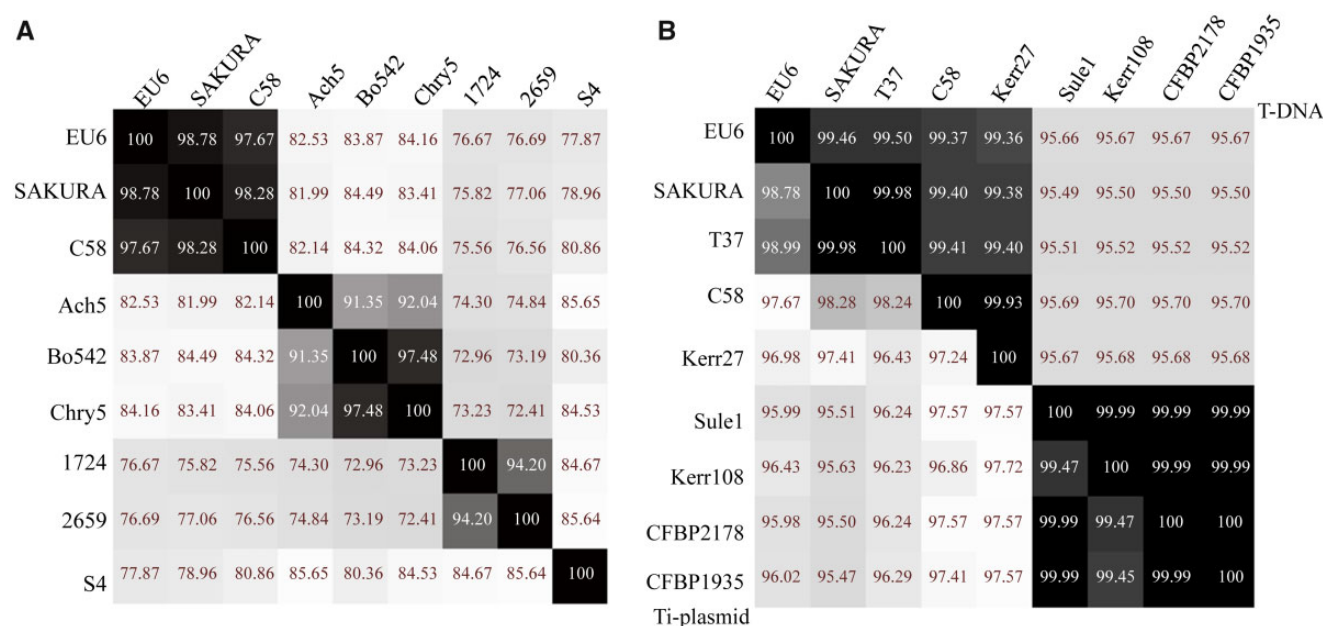 A
EU6 SAKURA C58 Ach5 Bo542 Chry5 1724 2659 S4
EU6 100 98.78 97.67 82.53 83.87 84.16 76.67 76.69 77.87
SAKURA 98.78 100 98.28 81.99 84.49 83.41 75.82 77.06 78.96
C58 97.67 98.28 100 82.14 84.32 84.06 75.56 76.56 80.86
Ach5 82.53 81.99 82.14 100 91.35 92.04 74.30 74.84 85.65
Bo542 83.87 84.49 84.32 91.35 100 97.48 72.96 73.19 80.36
Chry5 84.16 83.41 84.06 92.04 97.48 100 73.23 72.41 84.53
1724 76.67 75.82 75.56 74.30 72.96 73.23 100 94.20 84.67
2659 76.69 77.06 76.56 74.84 73.19 72.41 94.20 100 85.64
S4 77.87 78.96 80.86 85.65 80.36 84.53 84.67 85.64 100
B
EU6 SAKURA T37 C58 Kerr27 Sule1 Kerr108 CFBP2178 CFBP1935
T-DNA
EU6 100 99.46 99.50 99.37 99.36 95.66 95.67 95.67 95.67
SAKURA 98.78 100 99.98 99.40 99.38 95.49 95.50 95.50 95.50
T37 98.99 99.98 100 99.41 99.40 95.51 95.52 95.52 95.52
C58 97.67 98.28 98.24 100 99.93 95.69 95.70 95.70 95.70
Kerr27 96.98 97.41 96.43 97.24 100 95.67 95.68 95.68 95.68
Sule1 95.99 95.51 96.24 97.57 97.57 100 99.99 99.99 99.99
Kerr108 96.43 95.63 96.23 96.86 97.72 99.47 100 99.99 99.99
CFBP2178 95.98 95.50 96.24 97.57 97.57 99.99 99.47 100 100
CFBP1935 96.02 95.47 96.29 97.41 97.57 99.99 99.45 99.99 100
Ti-plasmid